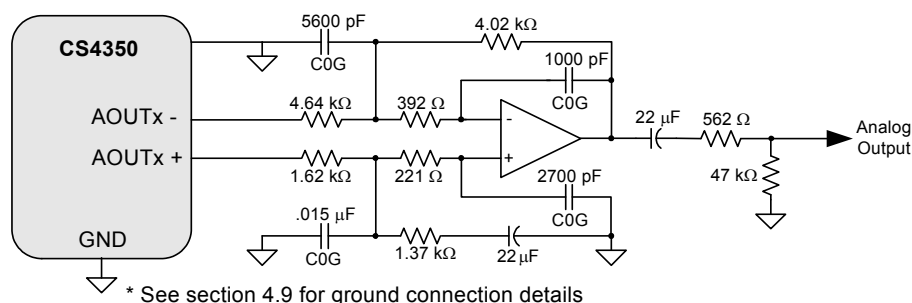 5600 pF
C0G
4.02 kΩ
CS4350
1000 pF
C0G
AOUTx -
4.64 kΩ
392 Ω
-
22 µF
562 Ω
Analog
Output
AOUTx +
1.62 kΩ
221 Ω
+
2700 pF
C0G
47 kΩ
.015 µF
C0G
1.37 kΩ
22 µF
GND
* See section 4.9 for ground connection details